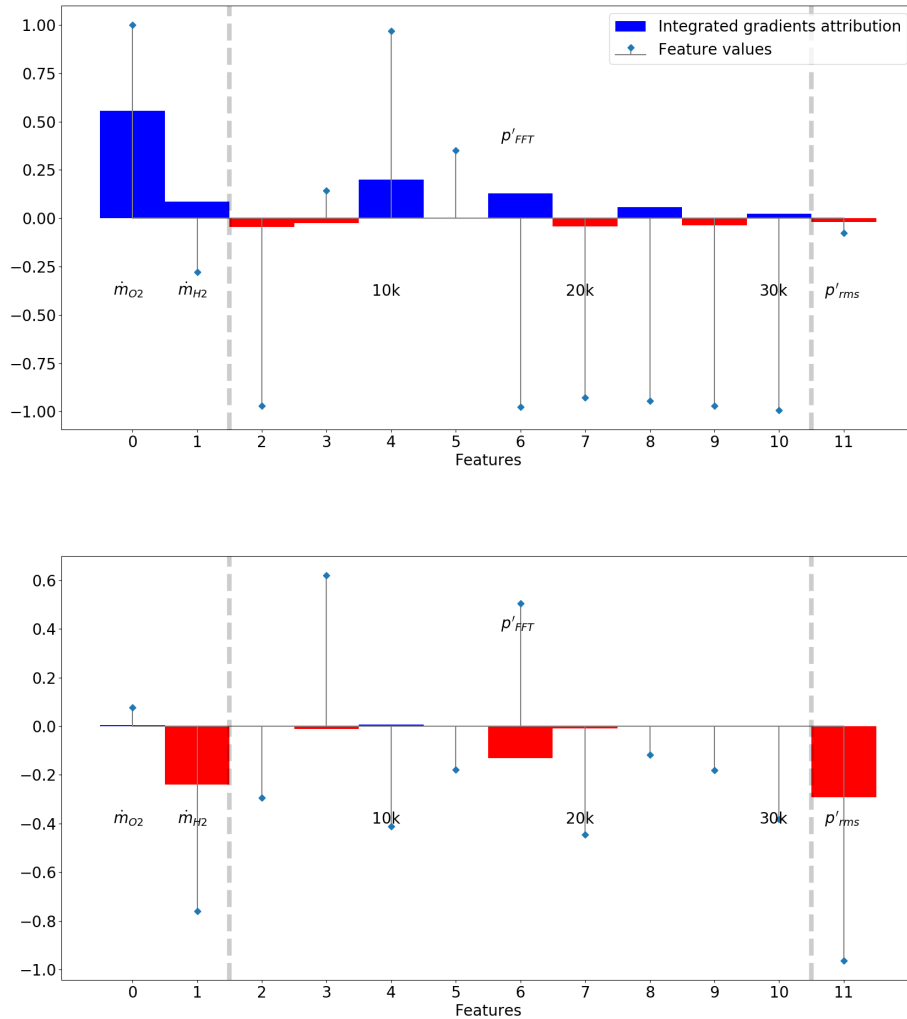 1.00
Integrated gradients attribution
Feature values
0.75
0.50
p'FFT
0.25
0.00
−0.25
ṁO2 ṁH2 10k 20k 30k p'rms
−0.50
−0.75
−1.00
0 1 2 3 4 5 6 7 8 9 10 11
Features
0.6
0.4
p'FFT
0.2
0.0
−0.2
−0.4
ṁO2 ṁH2 10k 20k 30k p'rms
−0.6
−0.8
−1.0
0 1 2 3 4 5 6 7 8 9 10 11
Features